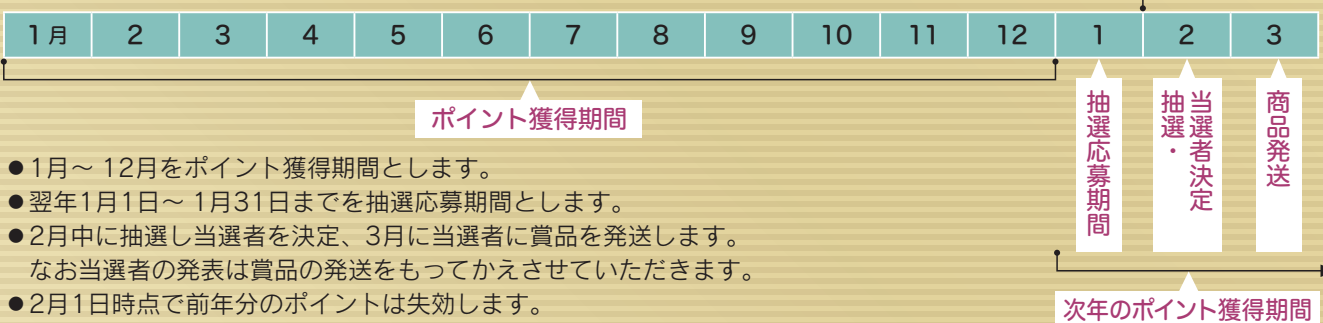 1月 2 3 4 5 6 7 8 9 10 11 12 1 2 3
ポイント獲得期間
抽選応募期間
抽選・
当選者決定
商品発送
●1月～12月をポイント獲得期間とします。
●翌年1月1日～1月31日までを抽選応募期間とします。
●2月中に抽選し当選者を決定、3月に当選者に賞品を発送します。
なお当選者の発表は賞品の発送をもってかえさせていただきます。
●2月1日時点で前年分のポイントは失効します。
次年のポイント獲得期間